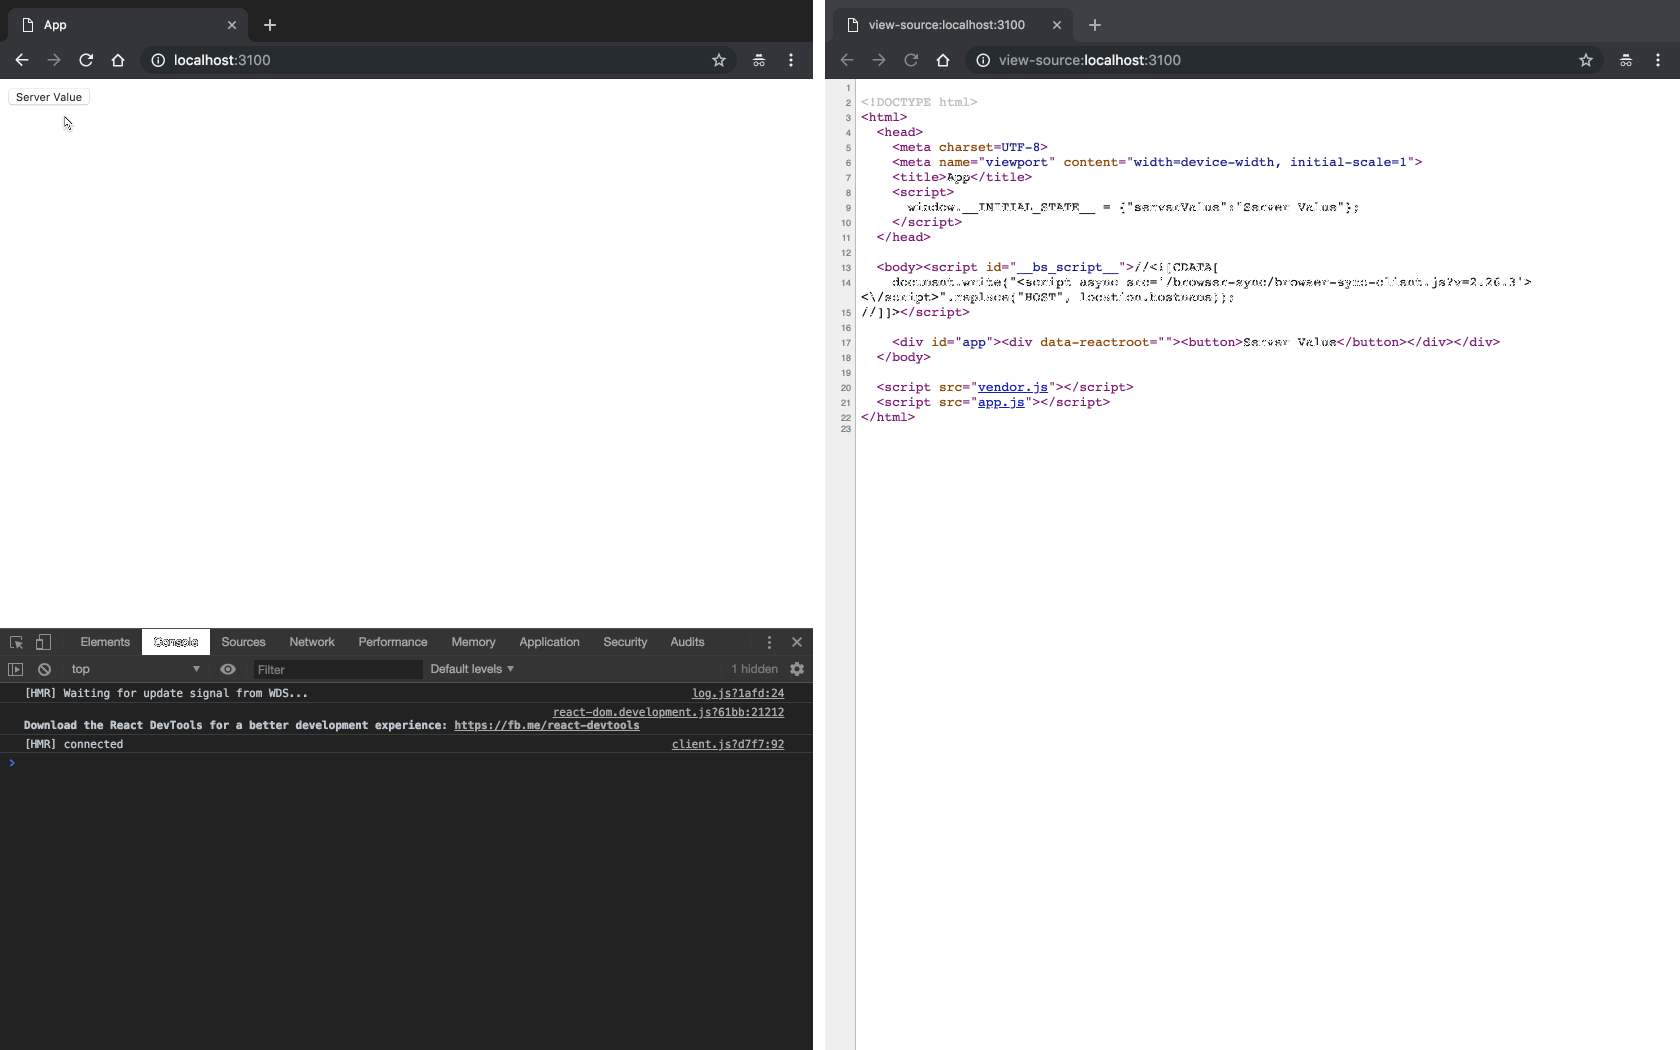 App
localhost:3100
Server Value
Elements Console Sources Network Performance Memory Application Security Audits
top Filter Default levels 1 hidden
[HMR] Waiting for update signal from WDS... log.js?1afd:24
react-dom.development.js?61bb:21212
Download the React DevTools for a better development experience: https://fb.me/react-devtools
[HMR] connected client.js?d7f7:92
view-source:localhost:3100
view-source:localhost:3100
1
2 <!DOCTYPE html>
3 <html>
4 <head>
5 <meta charset=UTF-8>
6 <meta name="viewport" content="width=device-width, initial-scale=1">
7 <title>App</title>
8 <script>
9 window.__INITIAL_STATE__ = {"serverValue":"Server Value"};
10 </script>
11 </head>
12
13 <body><script id="__bs_script__">//<![CDATA[
14 document.write("<script async src='/browser-sync/browser-sync-client.js?v=2.26.3'>
<\/script>".replace("HOST", location.hostname));
15 //]]></script>
16
17 <div id="app"><div data-reactroot=""><button>Server Value</button></div></div>
18 </body>
19
20 <script src="vendor.js"></script>
21 <script src="app.js"></script>
22 </html>
23